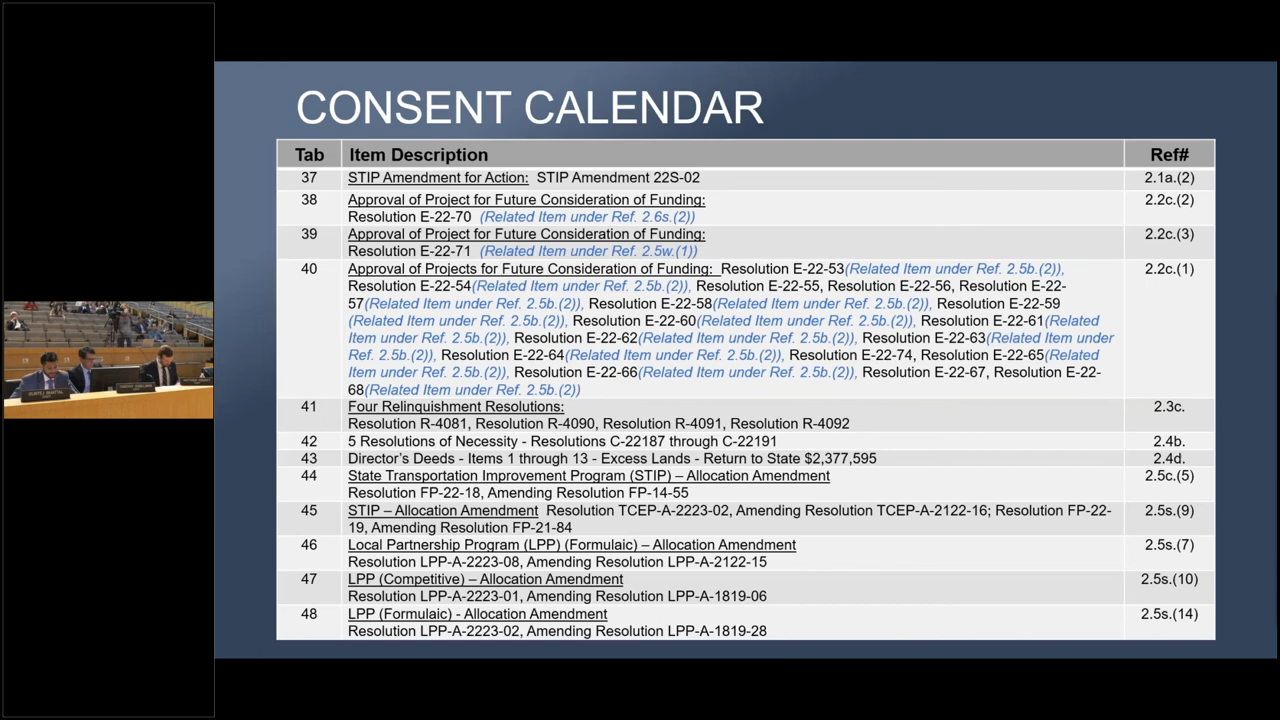 CONSENT CALENDAR
Tab Item Description Ref#
37 STIP Amendment for Action: STIP Amendment 22S-02 2.1a.(2)
38 Approval of Project for Future Consideration of Funding: 2.2c.(2)
Resolution E-22-70 (Related Item under Ref. 2.6s.(2))
39 Approval of Project for Future Consideration of Funding: 2.2c.(3)
Resolution E-22-71 (Related Item under Ref. 2.5w.(1))
40 Approval of Projects for Future Consideration of Funding: Resolution E-22-53(Related Item under Ref. 2.5b.(2)), 2.2c.(1)
Resolution E-22-54(Related Item under Ref. 2.5b.(2)), Resolution E-22-55, Resolution E-22-56, Resolution E-22-
57(Related Item under Ref. 2.5b.(2)), Resolution E-22-58(Related Item under Ref. 2.5b.(2)), Resolution E-22-59
(Related Item under Ref. 2.5b.(2)), Resolution E-22-60(Related Item under Ref. 2.5b.(2)), Resolution E-22-61(Related
Item under Ref. 2.5b.(2)), Resolution E-22-62(Related Item under Ref. 2.5b.(2)), Resolution E-22-63(Related Item under
Ref. 2.5b.(2)), Resolution E-22-64(Related Item under Ref. 2.5b.(2)), Resolution E-22-74, Resolution E-22-65(Related
Item under Ref. 2.5b.(2)), Resolution E-22-66(Related Item under Ref. 2.5b.(2)), Resolution E-22-67, Resolution E-22-
68(Related Item under Ref. 2.5b.(2))
41 Four Relinquishment Resolutions: 2.3c.
Resolution R-4081, Resolution R-4090, Resolution R-4091, Resolution R-4092
42 5 Resolutions of Necessity - Resolutions C-22187 through C-22191 2.4b.
43 Director's Deeds - Items 1 through 13 - Excess Lands - Return to State $2,377,595 2.4d.
44 State Transportation Improvement Program (STIP) – Allocation Amendment 2.5c.(5)
Resolution FP-22-18, Amending Resolution FP-14-55
45 STIP – Allocation Amendment Resolution TCEP-A-2223-02, Amending Resolution TCEP-A-2122-16; Resolution FP-22- 2.5s.(9)
19, Amending Resolution FP-21-84
46 Local Partnership Program (LPP) (Formulaic) – Allocation Amendment 2.5s.(7)
Resolution LPP-A-2223-08, Amending Resolution LPP-A-2122-15
47 LPP (Competitive) – Allocation Amendment 2.5s.(10)
Resolution LPP-A-2223-01, Amending Resolution LPP-A-1819-06
48 LPP (Formulaic) - Allocation Amendment 2.5s.(14)
Resolution LPP-A-2223-02, Amending Resolution LPP-A-1819-28